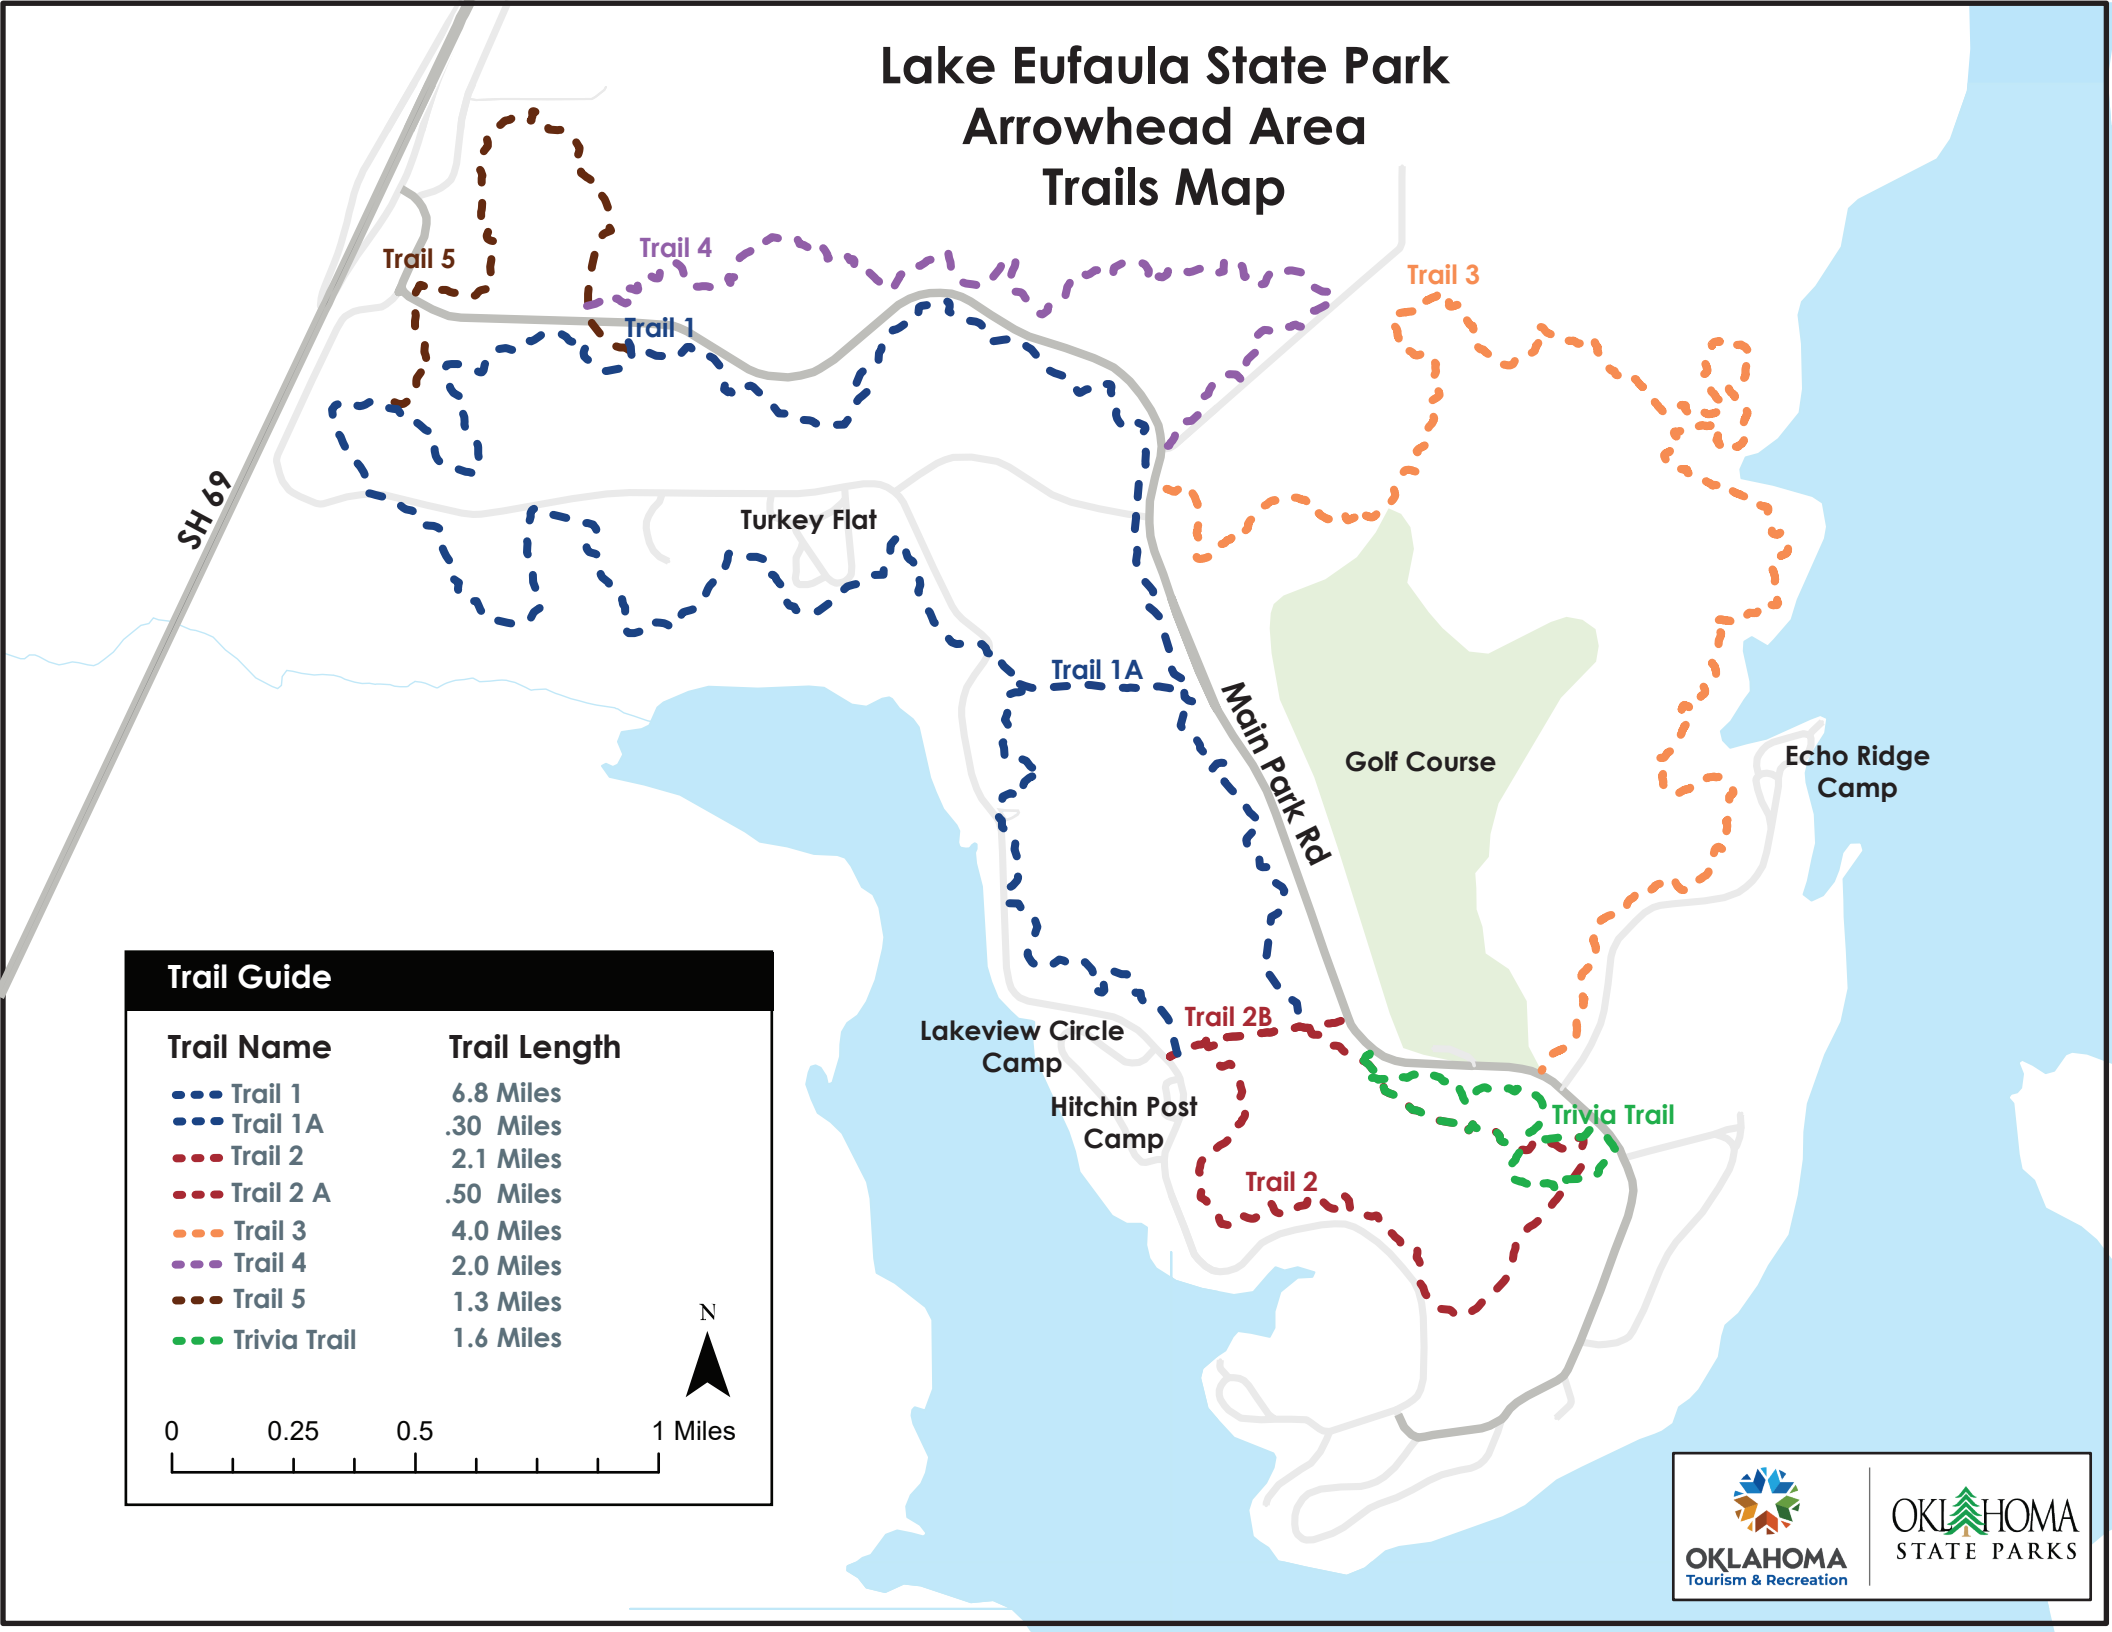 Lake Eufaula State Park
Arrowhead Area
Trails Map
Trail 5
Trail 4
Trail 3
Trail 1
SH 69
Turkey Flat
Trail 1A
Main Park Rd
Golf Course
Echo Ridge
Camp
Trail 2B
Lakeview Circle
Camp
Hitchin Post
Camp
Trivia Trail
Trail 2
Trail Guide
Trail Name Trail Length
Trail 1 6.8 Miles
Trail 1A .30 Miles
Trail 2 2.1 Miles
Trail 2 A .50 Miles
Trail 3 4.0 Miles
Trail 4 2.0 Miles
Trail 5 1.3 Miles
Trivia Trail 1.6 Miles
N
0 0.25 0.5 1 Miles
OKLAHOMA
Tourism & Recreation
OKLAHOMA
STATE PARKS